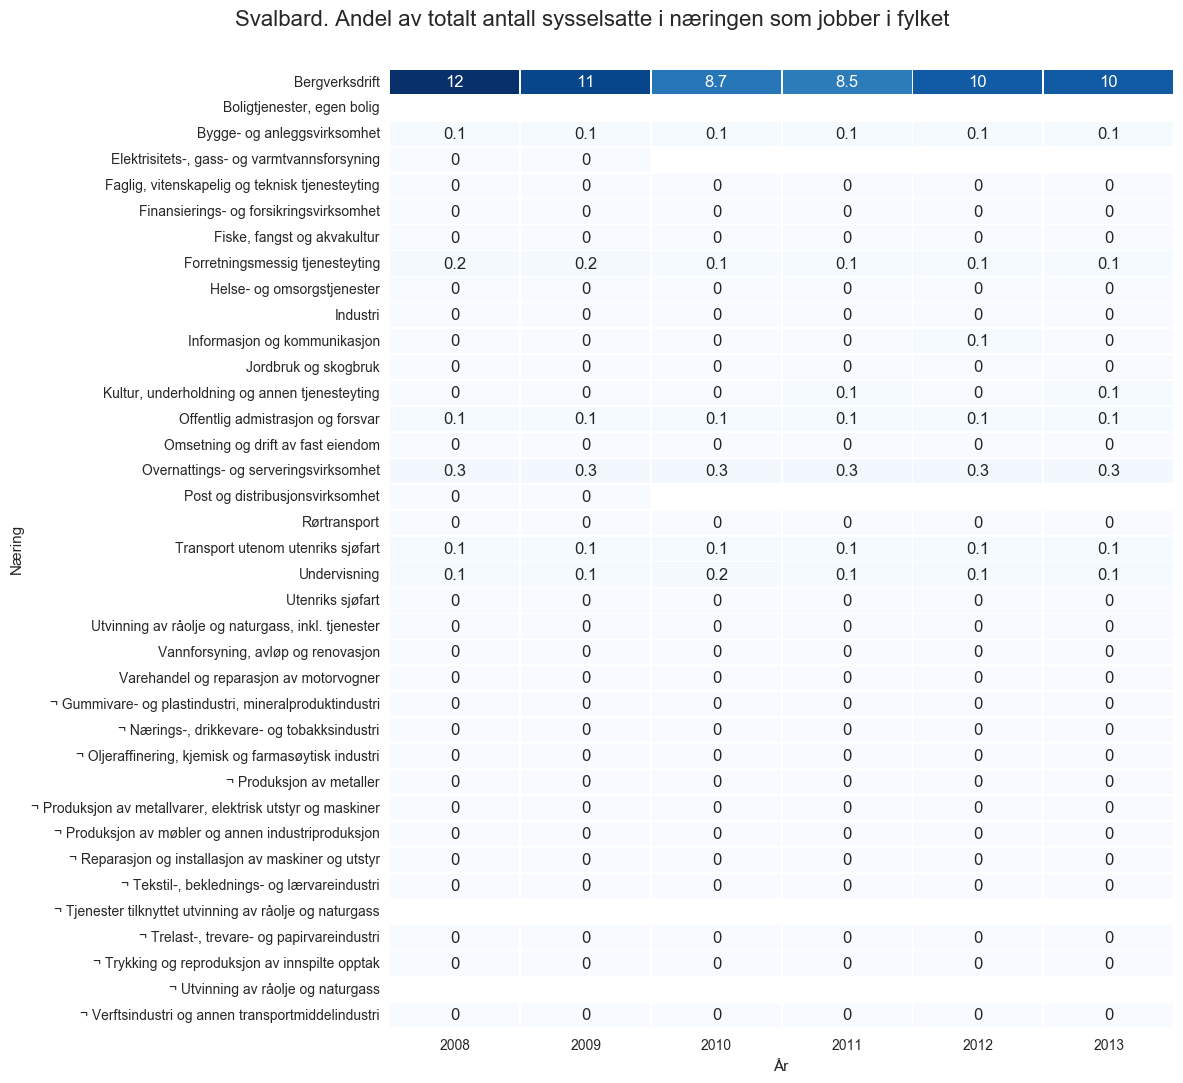 Svalbard. Andel av totalt antall sysselsatte i næringen som jobber i fylket
Bergverksdrift 12 11 8.7 8.5 10 10
Boligtjenester, egen bolig
Bygge- og anleggsvirksomhet 0.1 0.1 0.1 0.1 0.1 0.1
Elektrisitets-, gass- og varmtvannsforsyning 0 0
Faglig, vitenskapelig og teknisk tjenesteyting 0 0 0 0 0 0
Finansierings- og forsikringsvirksomhet 0 0 0 0 0 0
Fiske, fangst og akvakultur 0 0 0 0 0 0
Forretningsmessig tjenesteyting 0.2 0.2 0.1 0.1 0.1 0.1
Helse- og omsorgstjenester 0 0 0 0 0 0
Industri 0 0 0 0 0 0
Informasjon og kommunikasjon 0 0 0 0 0.1 0
Jordbruk og skogbruk 0 0 0 0 0 0
Kultur, underholdning og annen tjenesteyting 0 0 0 0.1 0 0.1
Offentlig admistrasjon og forsvar 0.1 0.1 0.1 0.1 0.1 0.1
Omsetning og drift av fast eiendom 0 0 0 0 0 0
Overnattings- og serveringsvirksomhet 0.3 0.3 0.3 0.3 0.3 0.3
Post og distribusjonsvirksomhet 0 0
Rørtransport 0 0 0 0 0 0
Transport utenom utenriks sjøfart 0.1 0.1 0.1 0.1 0.1 0.1
Undervisning 0.1 0.1 0.2 0.1 0.1 0.1
Utenriks sjøfart 0 0 0 0 0 0
Utvinning av råolje og naturgass, inkl. tjenester 0 0 0 0 0 0
Vannforsyning, avløp og renovasjon 0 0 0 0 0 0
Varehandel og reparasjon av motorvogner 0 0 0 0 0 0
¬ Gummivare- og plastindustri, mineralproduktindustri 0 0 0 0 0 0
¬ Nærings-, drikkevare- og tobakksindustri 0 0 0 0 0 0
¬ Oljeraffinering, kjemisk og farmasøytisk industri 0 0 0 0 0 0
¬ Produksjon av metaller 0 0 0 0 0 0
¬ Produksjon av metallvarer, elektrisk utstyr og maskiner 0 0 0 0 0 0
¬ Produksjon av møbler og annen industriproduksjon 0 0 0 0 0 0
¬ Reparasjon og installasjon av maskiner og utstyr 0 0 0 0 0 0
¬ Tekstil-, beklednings- og lærvareindustri 0 0 0 0 0 0
¬ Tjenester tilknyttet utvinning av råolje og naturgass
¬ Trelast-, trevare- og papirvareindustri 0 0 0 0 0 0
¬ Trykking og reproduksjon av innspilte opptak 0 0 0 0 0 0
¬ Utvinning av råolje og naturgass
¬ Verftsindustri og annen transportmiddelindustri 0 0 0 0 0 0
2008 2009 2010 2011 2012 2013
År
Næring